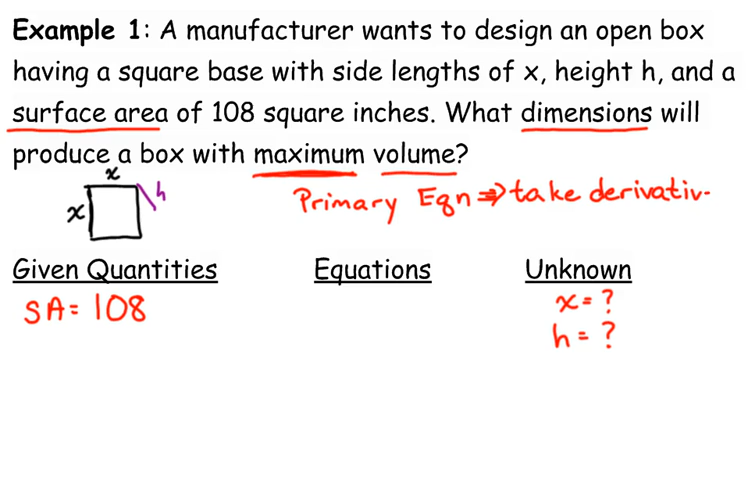 Example 1: A manufacturer wants to design an open box
having a square base with side lengths of x, height h, and a
surface area of 108 square inches. What dimensions will
produce a box with maximum volume?
x
h
x
Primary Eqn ⇒ take derivativ-
Given Quantities
Equations
Unknown
SA = 108
x = ?
h = ?